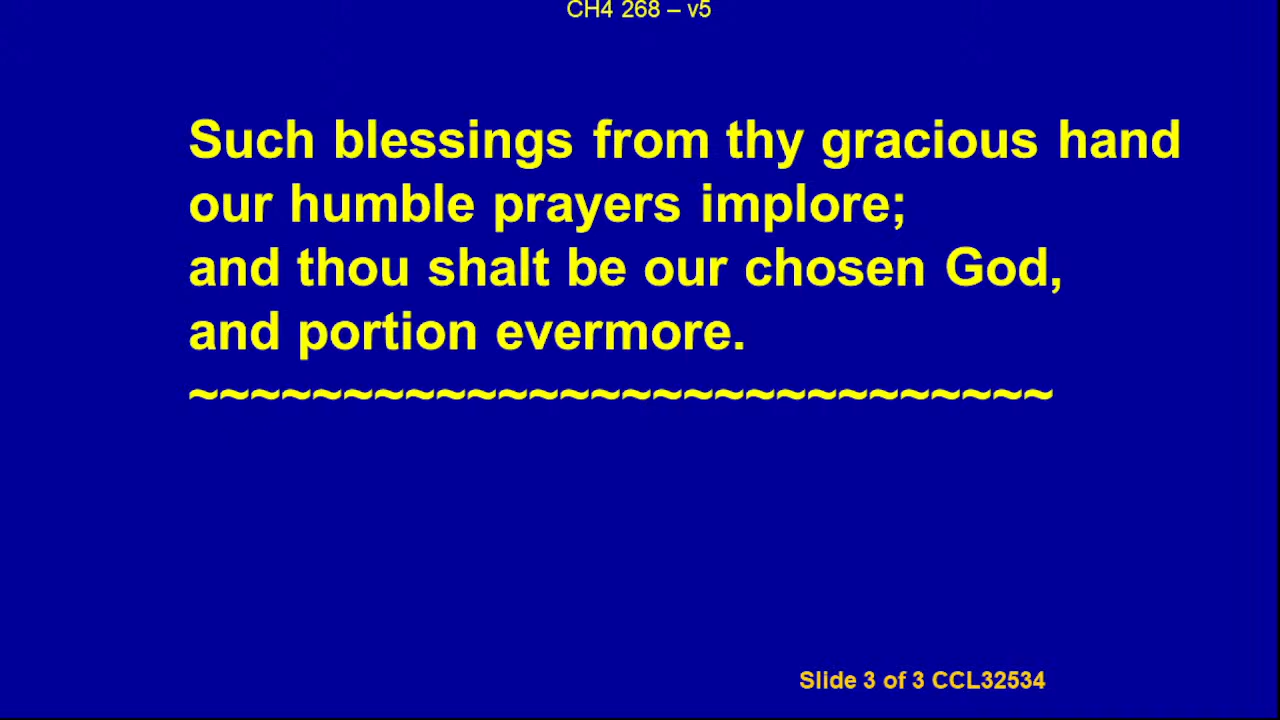 CH4 268 – v5
Such blessings from thy gracious hand
our humble prayers implore;
and thou shalt be our chosen God,
and portion evermore.
~~~~~~~~~~~~~~~~~~~~~~~~~~~~
Slide 3 of 3 CCL32534